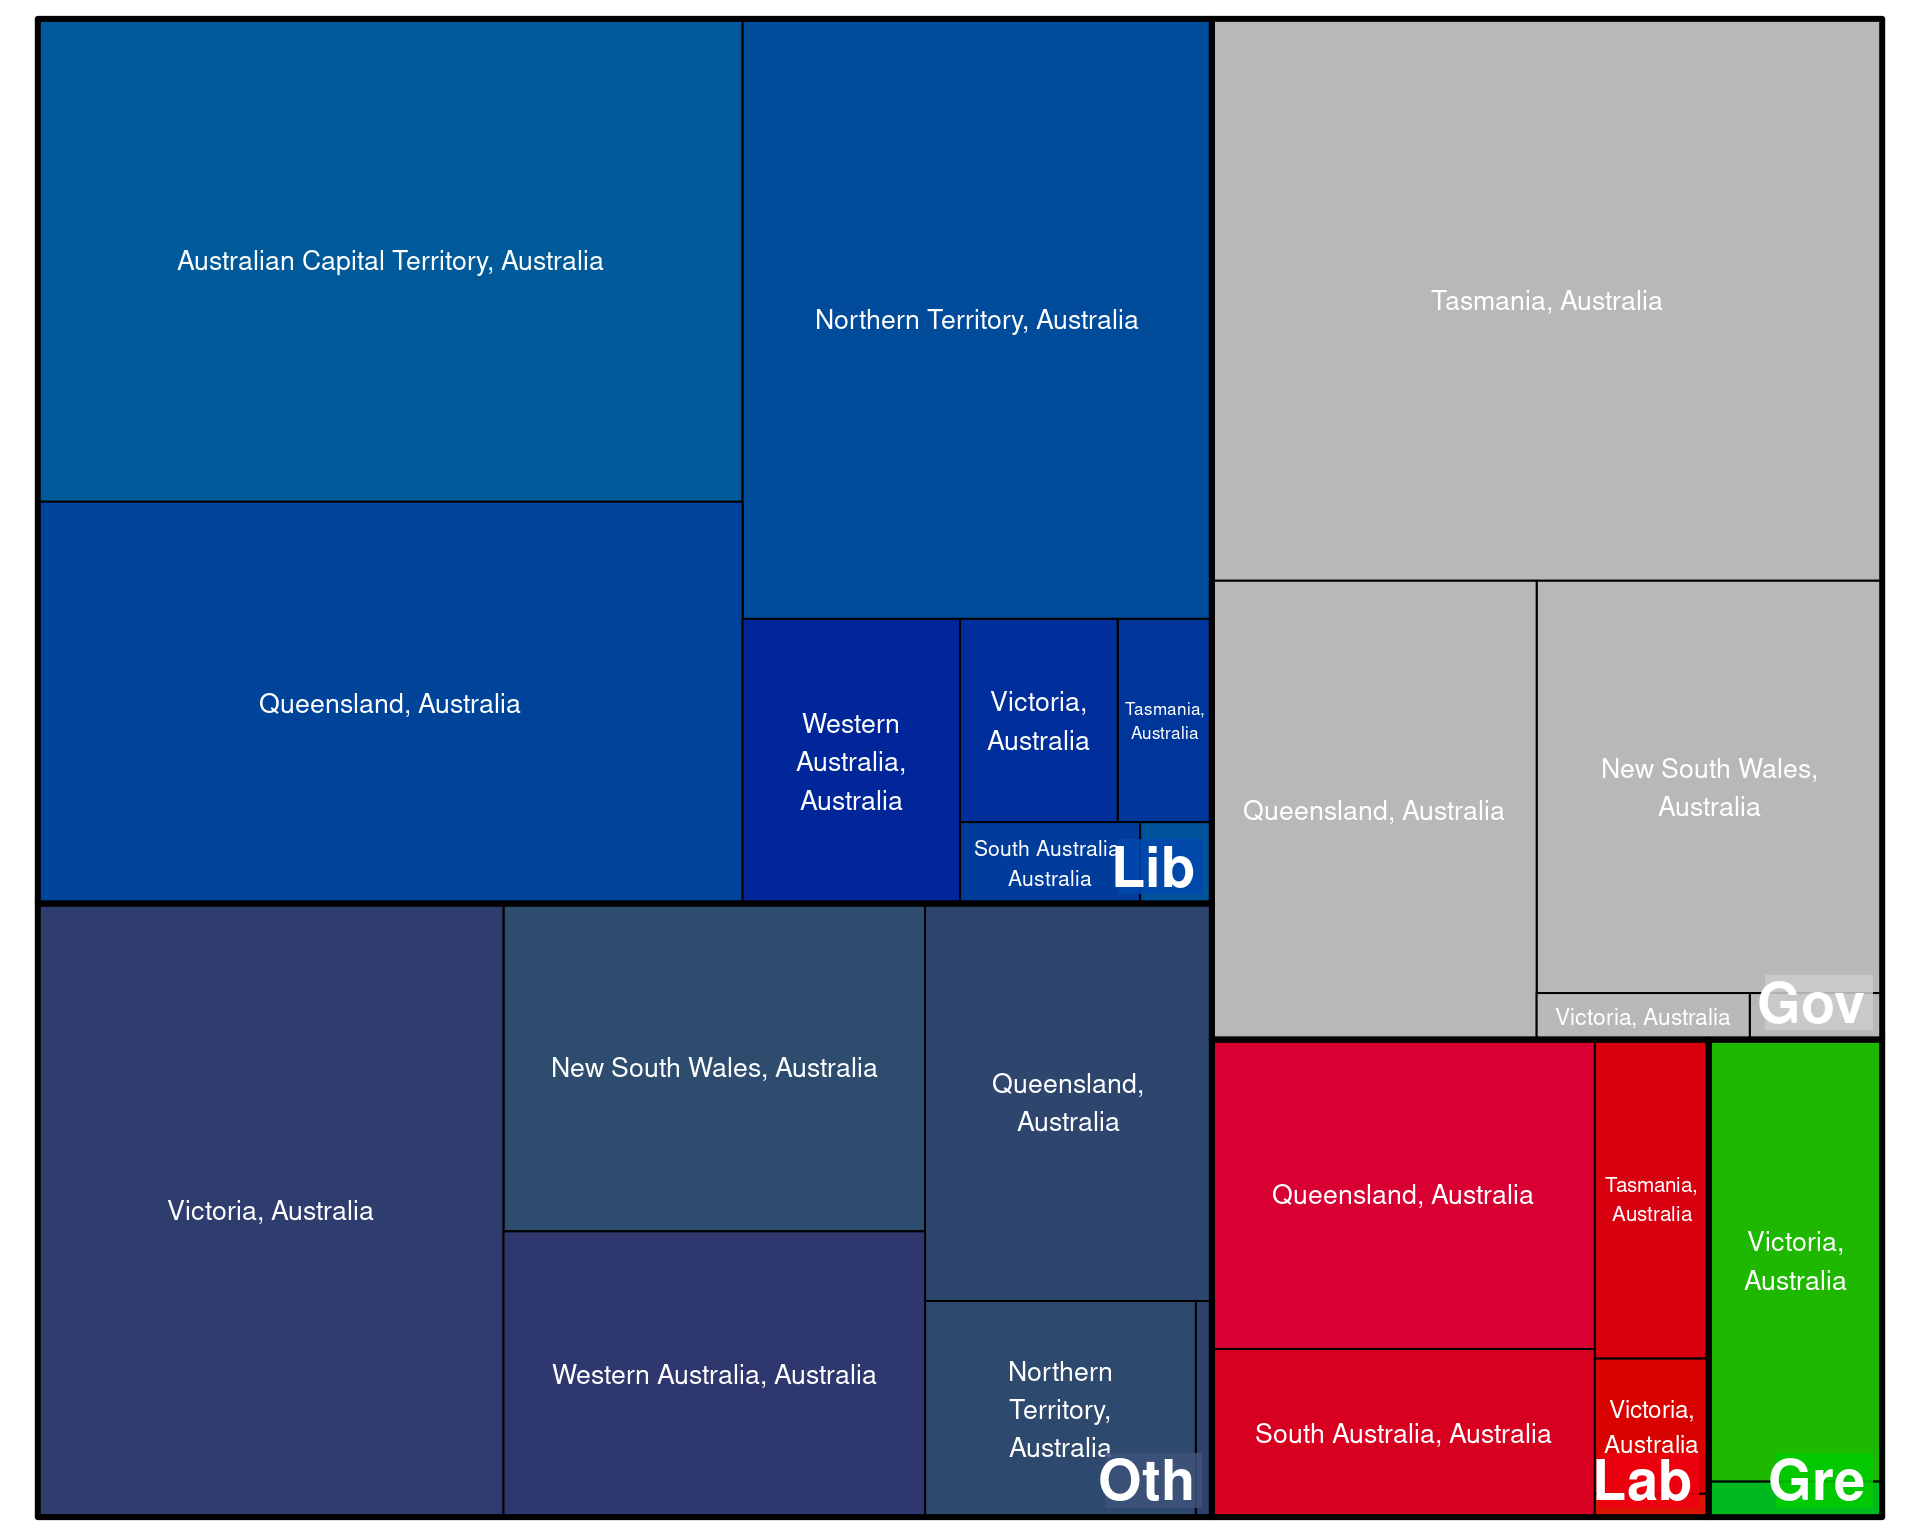 Australian Capital Territory, Australia
Queensland, Australia
Northern Territory, Australia
Western
Australia,
Australia
Victoria,
Australia
Tasmania,
Australia
South Australia
Australia
Lib
Tasmania, Australia
Queensland, Australia
New South Wales,
Australia
Victoria, Australia
Gov
Victoria, Australia
New South Wales, Australia
Western Australia, Australia
Queensland,
Australia
Northern
Territory,
Australia
Oth
Queensland, Australia
South Australia, Australia
Tasmania,
Australia
Victoria,
Australia
Lab
Victoria,
Australia
Gre